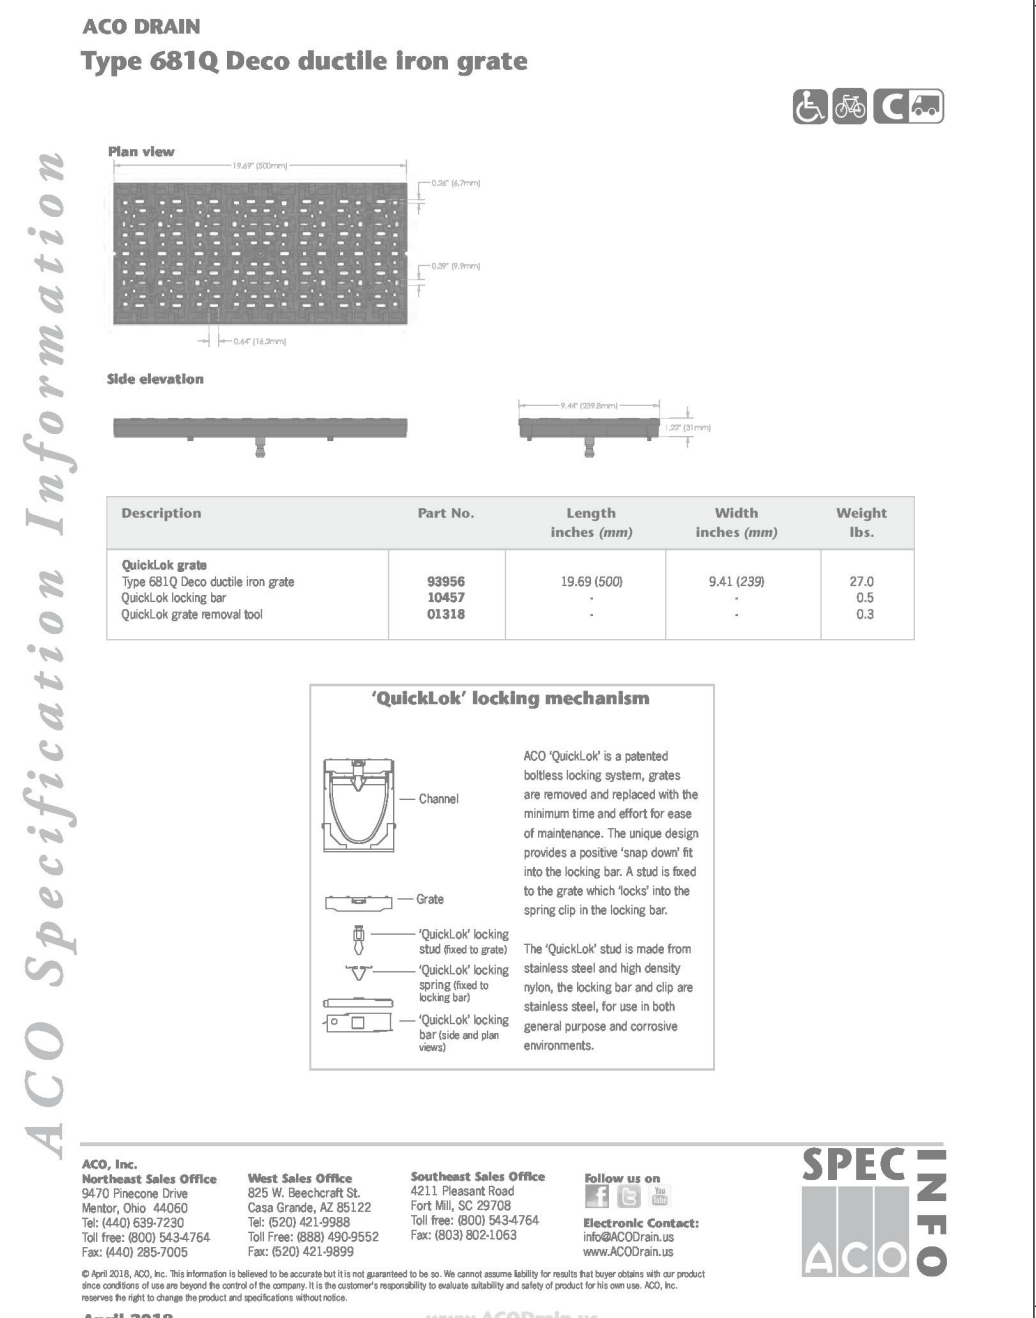 ACO DRAIN
Type 681Q Deco ductile iron grate
C
ACO Specification Information
Plan view
19.69" (500mm)
0.26" (6.7mm)
0.39" (9.9mm)
0.64" (16.2mm)
Side elevation
9.44" (239.8mm)
1.22" (31mm)
Description Part No. Length Width Weight
inches (mm) inches (mm) lbs.
QuickLok grate
Type 681Q Deco ductile iron grate 93956 19.69 (500) 9.41 (239) 27.0
QuickLok locking bar 10457 - - 0.5
QuickLok grate removal tool 01318 - - 0.3
‘QuickLok’ locking mechanism
Channel
Grate
‘QuickLok’ locking
stud (fixed to grate)
‘QuickLok’ locking
spring (fixed to
locking bar)
‘QuickLok’ locking
bar (side and plan
views)
ACO ‘QuickLok’ is a patented
boltless locking system, grates
are removed and replaced with the
minimum time and effort for ease
of maintenance. The unique design
provides a positive ‘snap down’ fit
into the locking bar. A stud is fixed
to the grate which ‘locks’ into the
spring clip in the locking bar.
The ‘QuickLok’ stud is made from
stainless steel and high density
nylon, the locking bar and clip are
stainless steel, for use in both
general purpose and corrosive
environments.
ACO, Inc.
Northeast Sales Office
9470 Pinecone Drive
Mentor, Ohio 44060
Tel: (440) 639-7230
Toll free: (800) 543-4764
Fax: (440) 285-7005
West Sales Office
825 W. Beechcraft St.
Casa Grande, AZ 85122
Tel: (520) 421-9988
Toll Free: (888) 490-9552
Fax: (520) 421-9899
Southeast Sales Office
4211 Pleasant Road
Fort Mill, SC 29708
Toll free: (800) 543-4764
Fax: (803) 802-1063
Follow us on
f t You Tube
Electronic Contact:
info@ACODrain.us
www.ACODrain.us
SPEC INFO
ACO
© April 2018, ACO, Inc. This information is believed to be accurate but it is not guaranteed to be so. We cannot assume liability for results that buyer obtains with our product
since conditions of use are beyond the control of the company. It is the customer's responsibility to evaluate suitability and safety of product for his own use. ACO, Inc.
reserves the right to change the product and specifications without notice.
April 2018 www.ACODrain.us